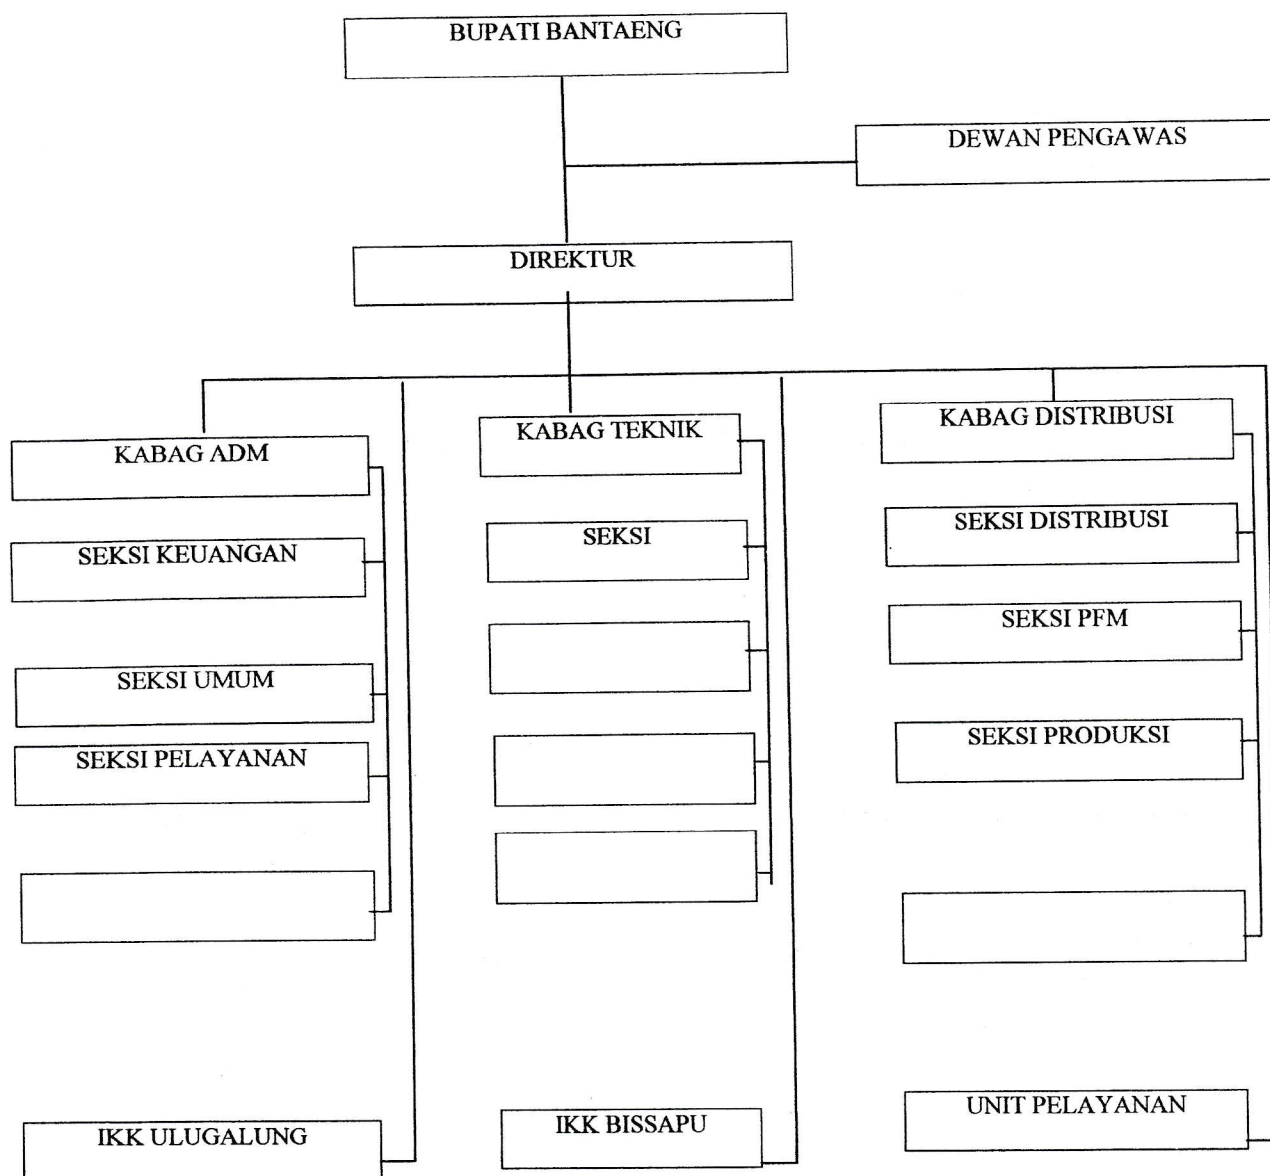 BUPATI BANTAENG
DEWAN PENGAWAS
DIREKTUR
KABAG ADM
KABAG TEKNIK
KABAG DISTRIBUSI
SEKSI KEUANGAN
SEKSI
SEKSI DISTRIBUSI
SEKSI UMUM
SEKSI PFM
SEKSI PELAYANAN
SEKSI PRODUKSI
IKK ULUGALUNG
IKK BISSAPU
UNIT PELAYANAN